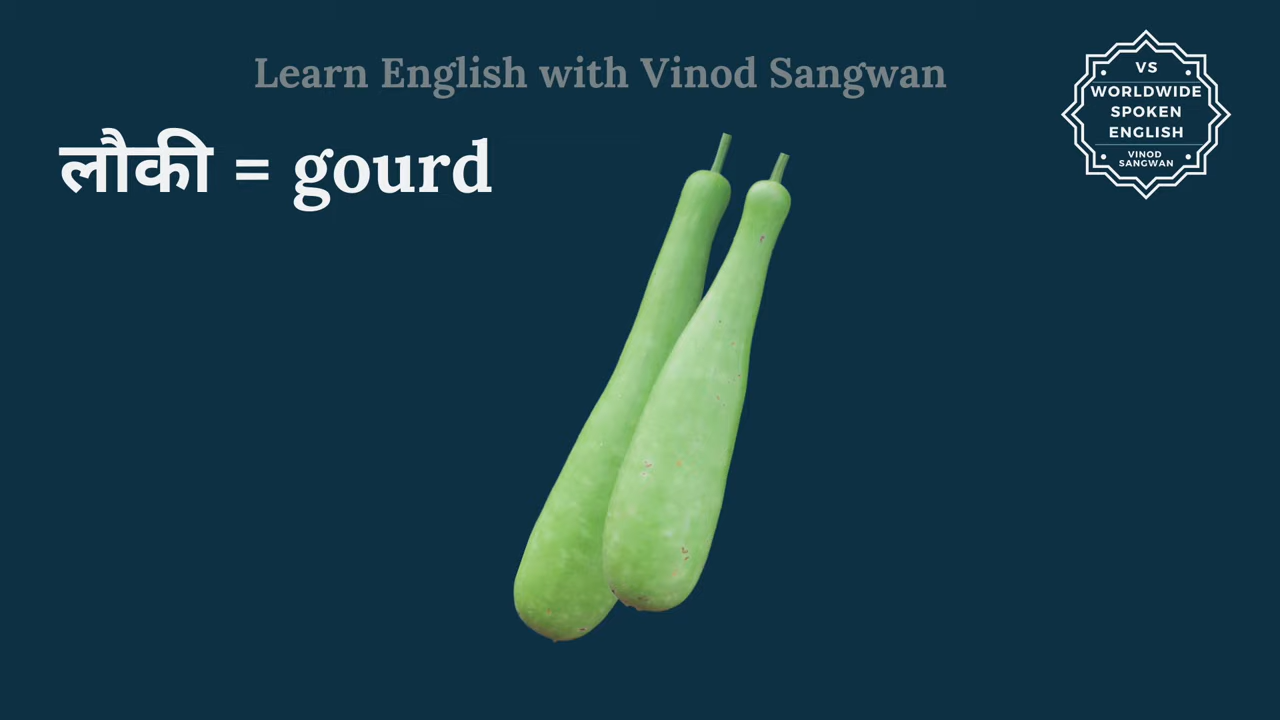 Learn English with Vinod Sangwan
लौकी = gourd
VS
WORLDWIDE
SPOKEN
ENGLISH
VINOD
SANGWAN